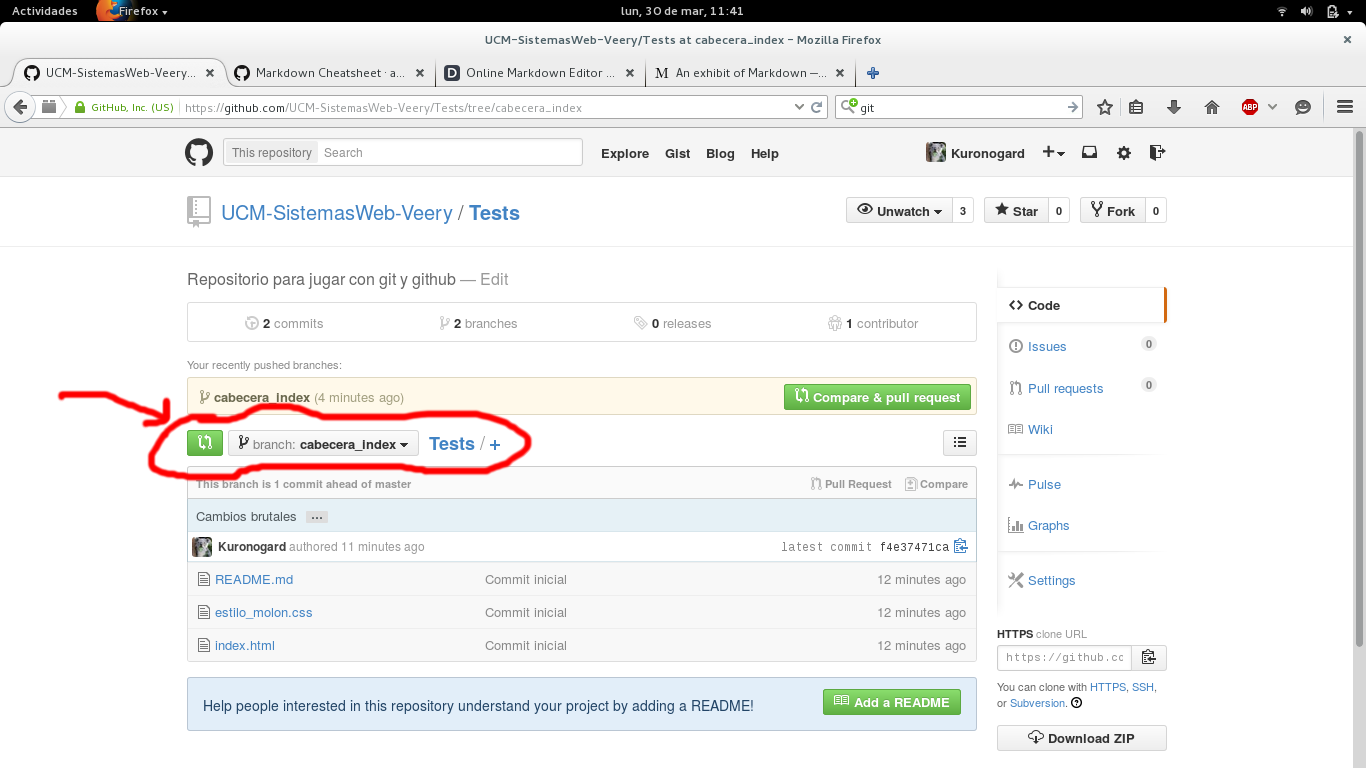 Actividades Firefox lun, 30 de mar, 11:41
UCM-SistemasWeb-Veery/Tests at cabecera_index - Mozilla Firefox
UCM-SistemasWeb-Veery... Markdown Cheatsheet · a... Online Markdown Editor ... An exhibit of Markdown —...
GitHub, Inc. (US) https://github.com/UCM-SistemasWeb-Veery/Tests/tree/cabecera_index git ABP
This repository Search Explore Gist Blog Help Kuronogard
UCM-SistemasWeb-Veery / Tests Unwatch 3 Star 0 Fork 0
Repositorio para jugar con git y github — Edit
2 commits 2 branches 0 releases 1 contributor
Your recently pushed branches:
cabecera_index (4 minutes ago) Compare & pull request
branch: cabecera_index Tests / +
This branch is 1 commit ahead of master Pull Request Compare
Cambios brutales ...
Kuronogard authored 11 minutes ago latest commit f4e37471ca
README.md Commit inicial 12 minutes ago
estilo_molon.css Commit inicial 12 minutes ago
index.html Commit inicial 12 minutes ago
Help people interested in this repository understand your project by adding a README! Add a README
Code
Issues 0
Pull requests 0
Wiki
Pulse
Graphs
Settings
HTTPS clone URL
https://github.cc
You can clone with HTTPS, SSH,
or Subversion.
Download ZIP